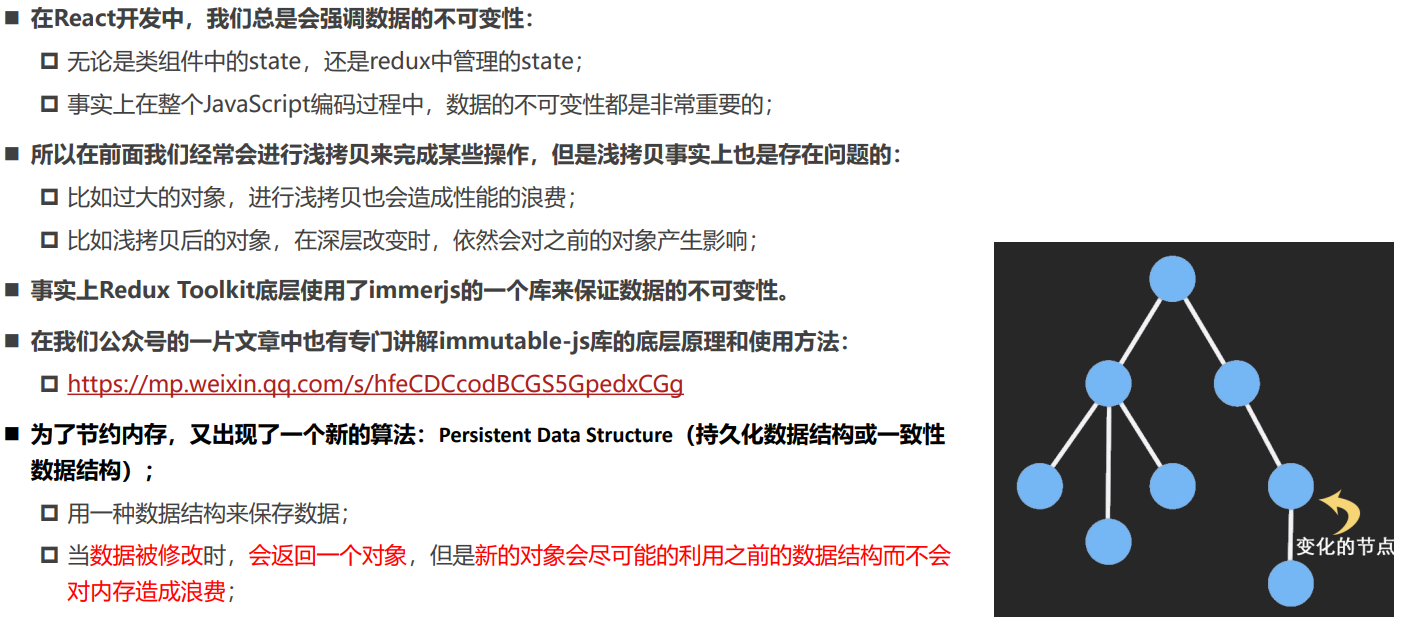 在React开发中，我们总是会强调数据的不可变性：
无论是类组件中的state，还是redux中管理的state；
事实上在整个JavaScript编码过程中，数据的不可变性都是非常重要的；
所以在前面我们经常会进行浅拷贝来完成某些操作，但是浅拷贝事实上也是存在问题的：
比如过大的对象，进行浅拷贝也会造成性能的浪费；
比如浅拷贝后的对象，在深层改变时，依然会对之前的对象产生影响；
事实上Redux Toolkit底层使用了immerjs的一个库来保证数据的不可变性。
在我们公众号的一片文章中也有专门讲解immutable-js库的底层原理和使用方法：
https://mp.weixin.qq.com/s/hfeCDCcodBCGS5GpedxCGg
为了节约内存，又出现了一个新的算法：Persistent Data Structure（持久化数据结构或一致性
数据结构）；
用一种数据结构来保存数据；
当数据被修改时，会返回一个对象，但是新的对象会尽可能的利用之前的数据结构而不会
对内存造成浪费；
变化的节点